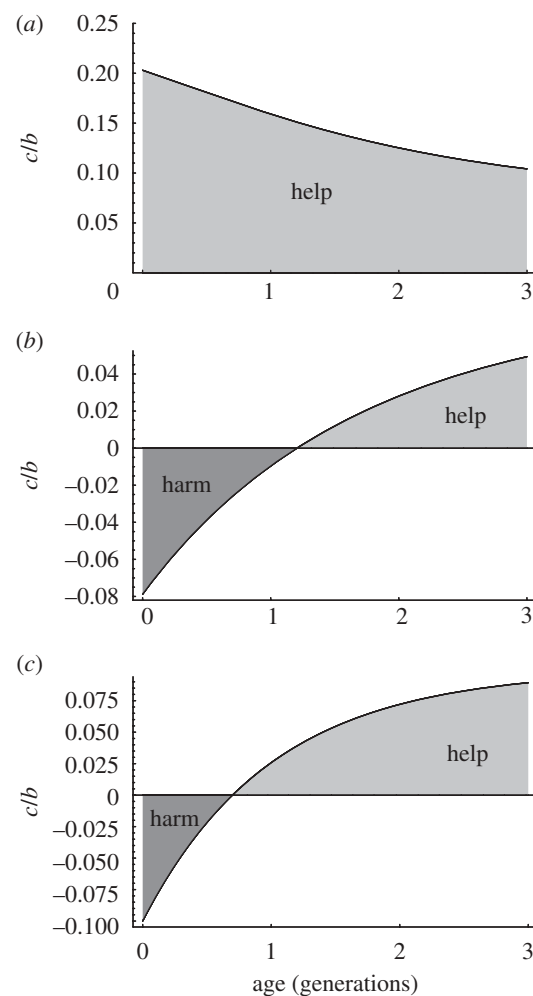 (a)
0.25
0.20
0.15
0.10
0.05
c/b
help
0 1 2 3
(b)
0.04
0.02
0
−0.02
−0.04
−0.06
−0.08
c/b
help
harm
0 1 2 3
(c)
0.075
0.050
0.025
0
−0.025
−0.050
−0.075
−0.100
c/b
help
harm
0 1 2 3
age (generations)